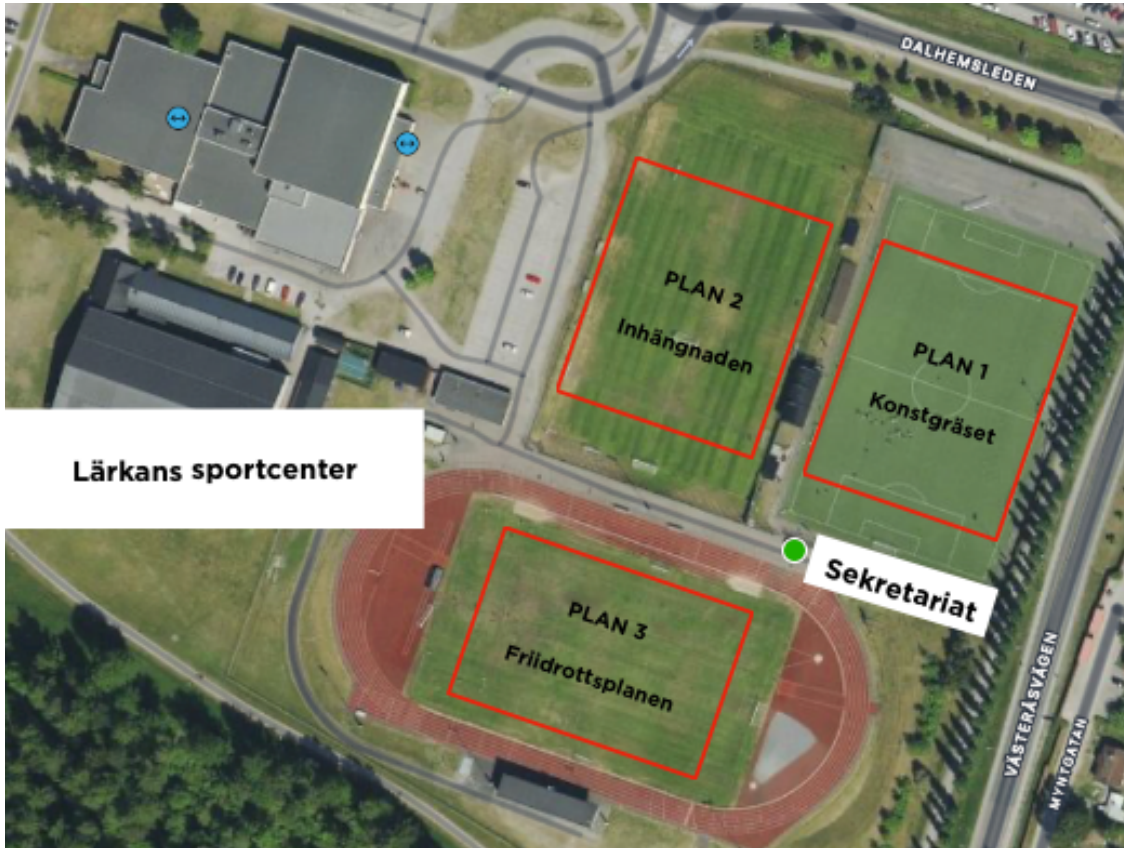 DALHEMSLEDEN
PLAN 2
Inhängnaden
PLAN 1
Konstgräset
Lärkans sportcenter
Sekretariat
PLAN 3
Friidrottsplanen
VÄSTERÅSVÄGEN
MYNTGATAN